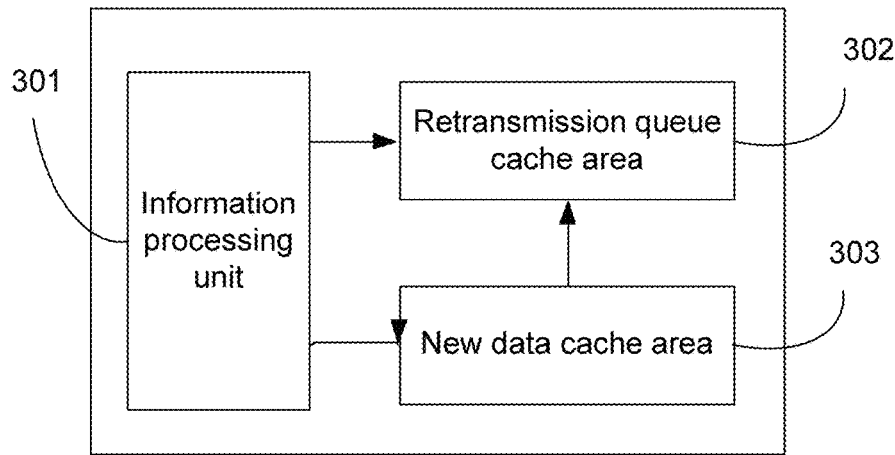 301
302
Retransmission queue
cache area
Information
processing
unit
303
New data cache area